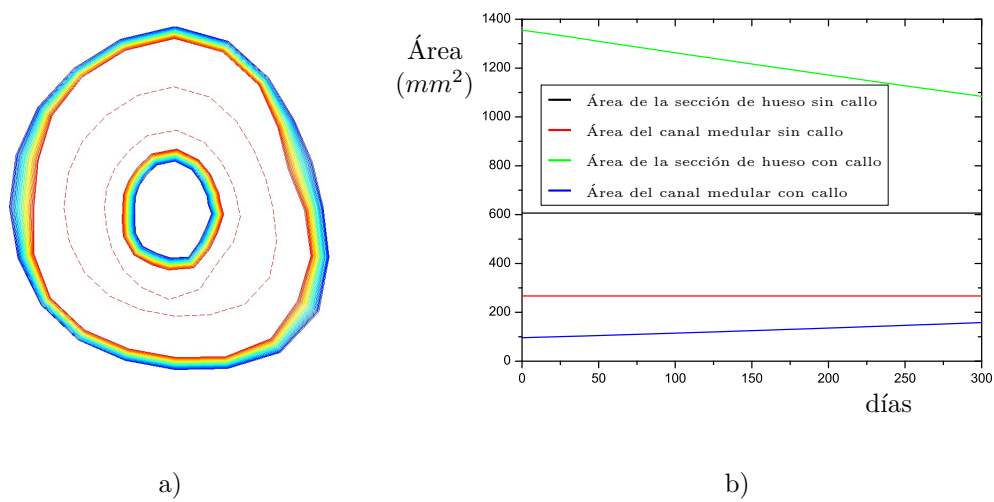 Área
(mm²)
1400
1200
1000
800
600
400
200
0
Área de la sección de hueso sin callo
Área del canal medular sin callo
Área de la sección de hueso con callo
Área del canal medular con callo
0 50 100 150 200 250 300
días
a) b)